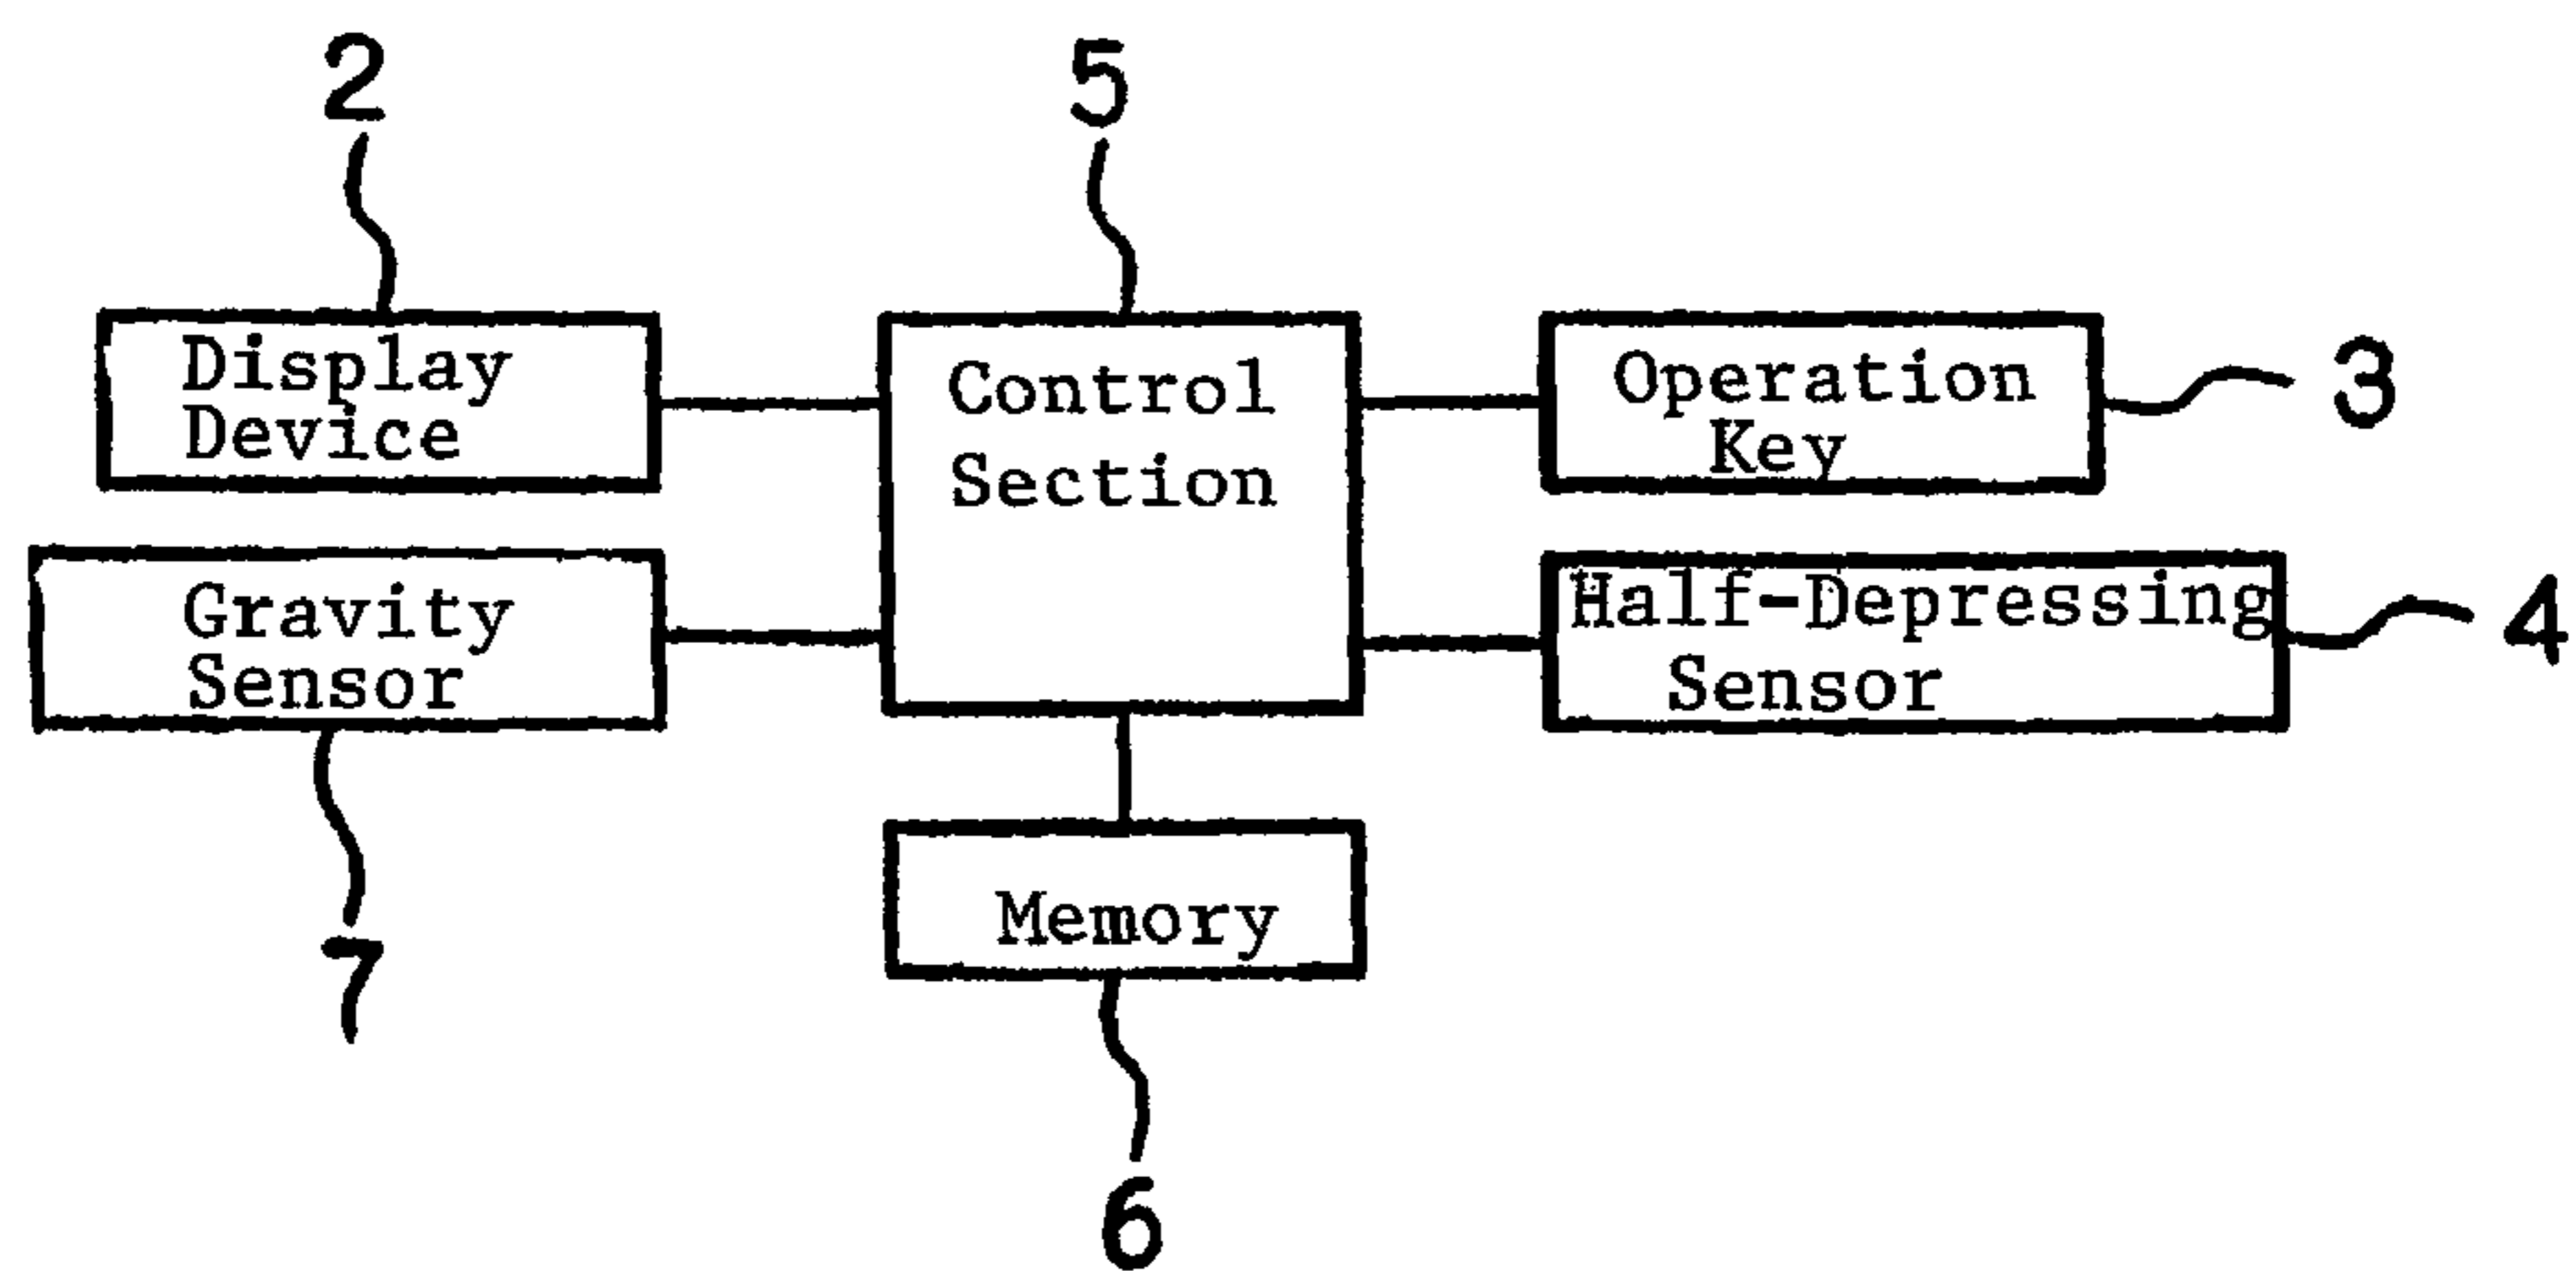 2
5
Display
Device
Control
Section
Operation
Key
3
Gravity
Sensor
Half-Depressing
Sensor
4
Memory
7
6